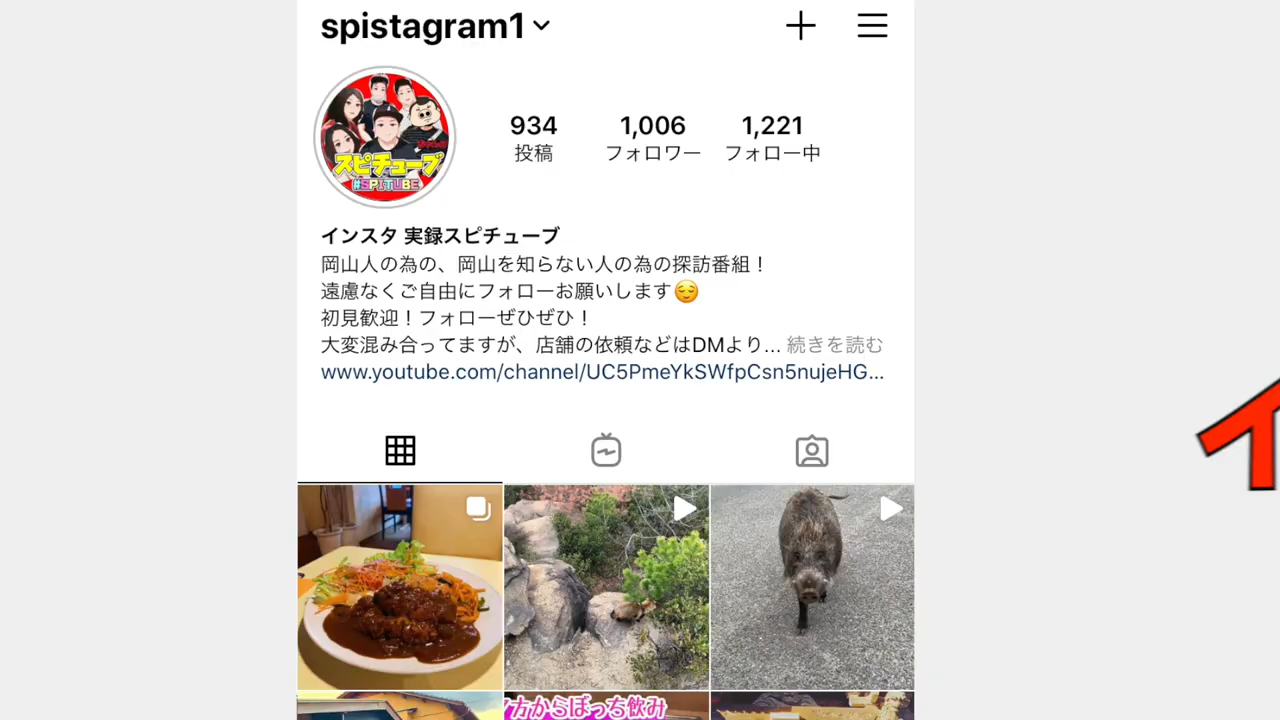 spistagram1
スピチューブ
#SPITUBE
934
投稿
1,006
フォロワー
1,221
フォロー中
インスタ 実録スピチューブ
岡山人の為の、岡山を知らない人の為の探訪番組！
遠慮なくご自由にフォローお願いします😌
初見歓迎！フォローぜひぜひ！
大変混み合ってますが、店舗の依頼などはDMより... 続きを読む
www.youtube.com/channel/UC5PmeYkSWfpCsn5nujeHG...
夕方からぼっち飲み
イ